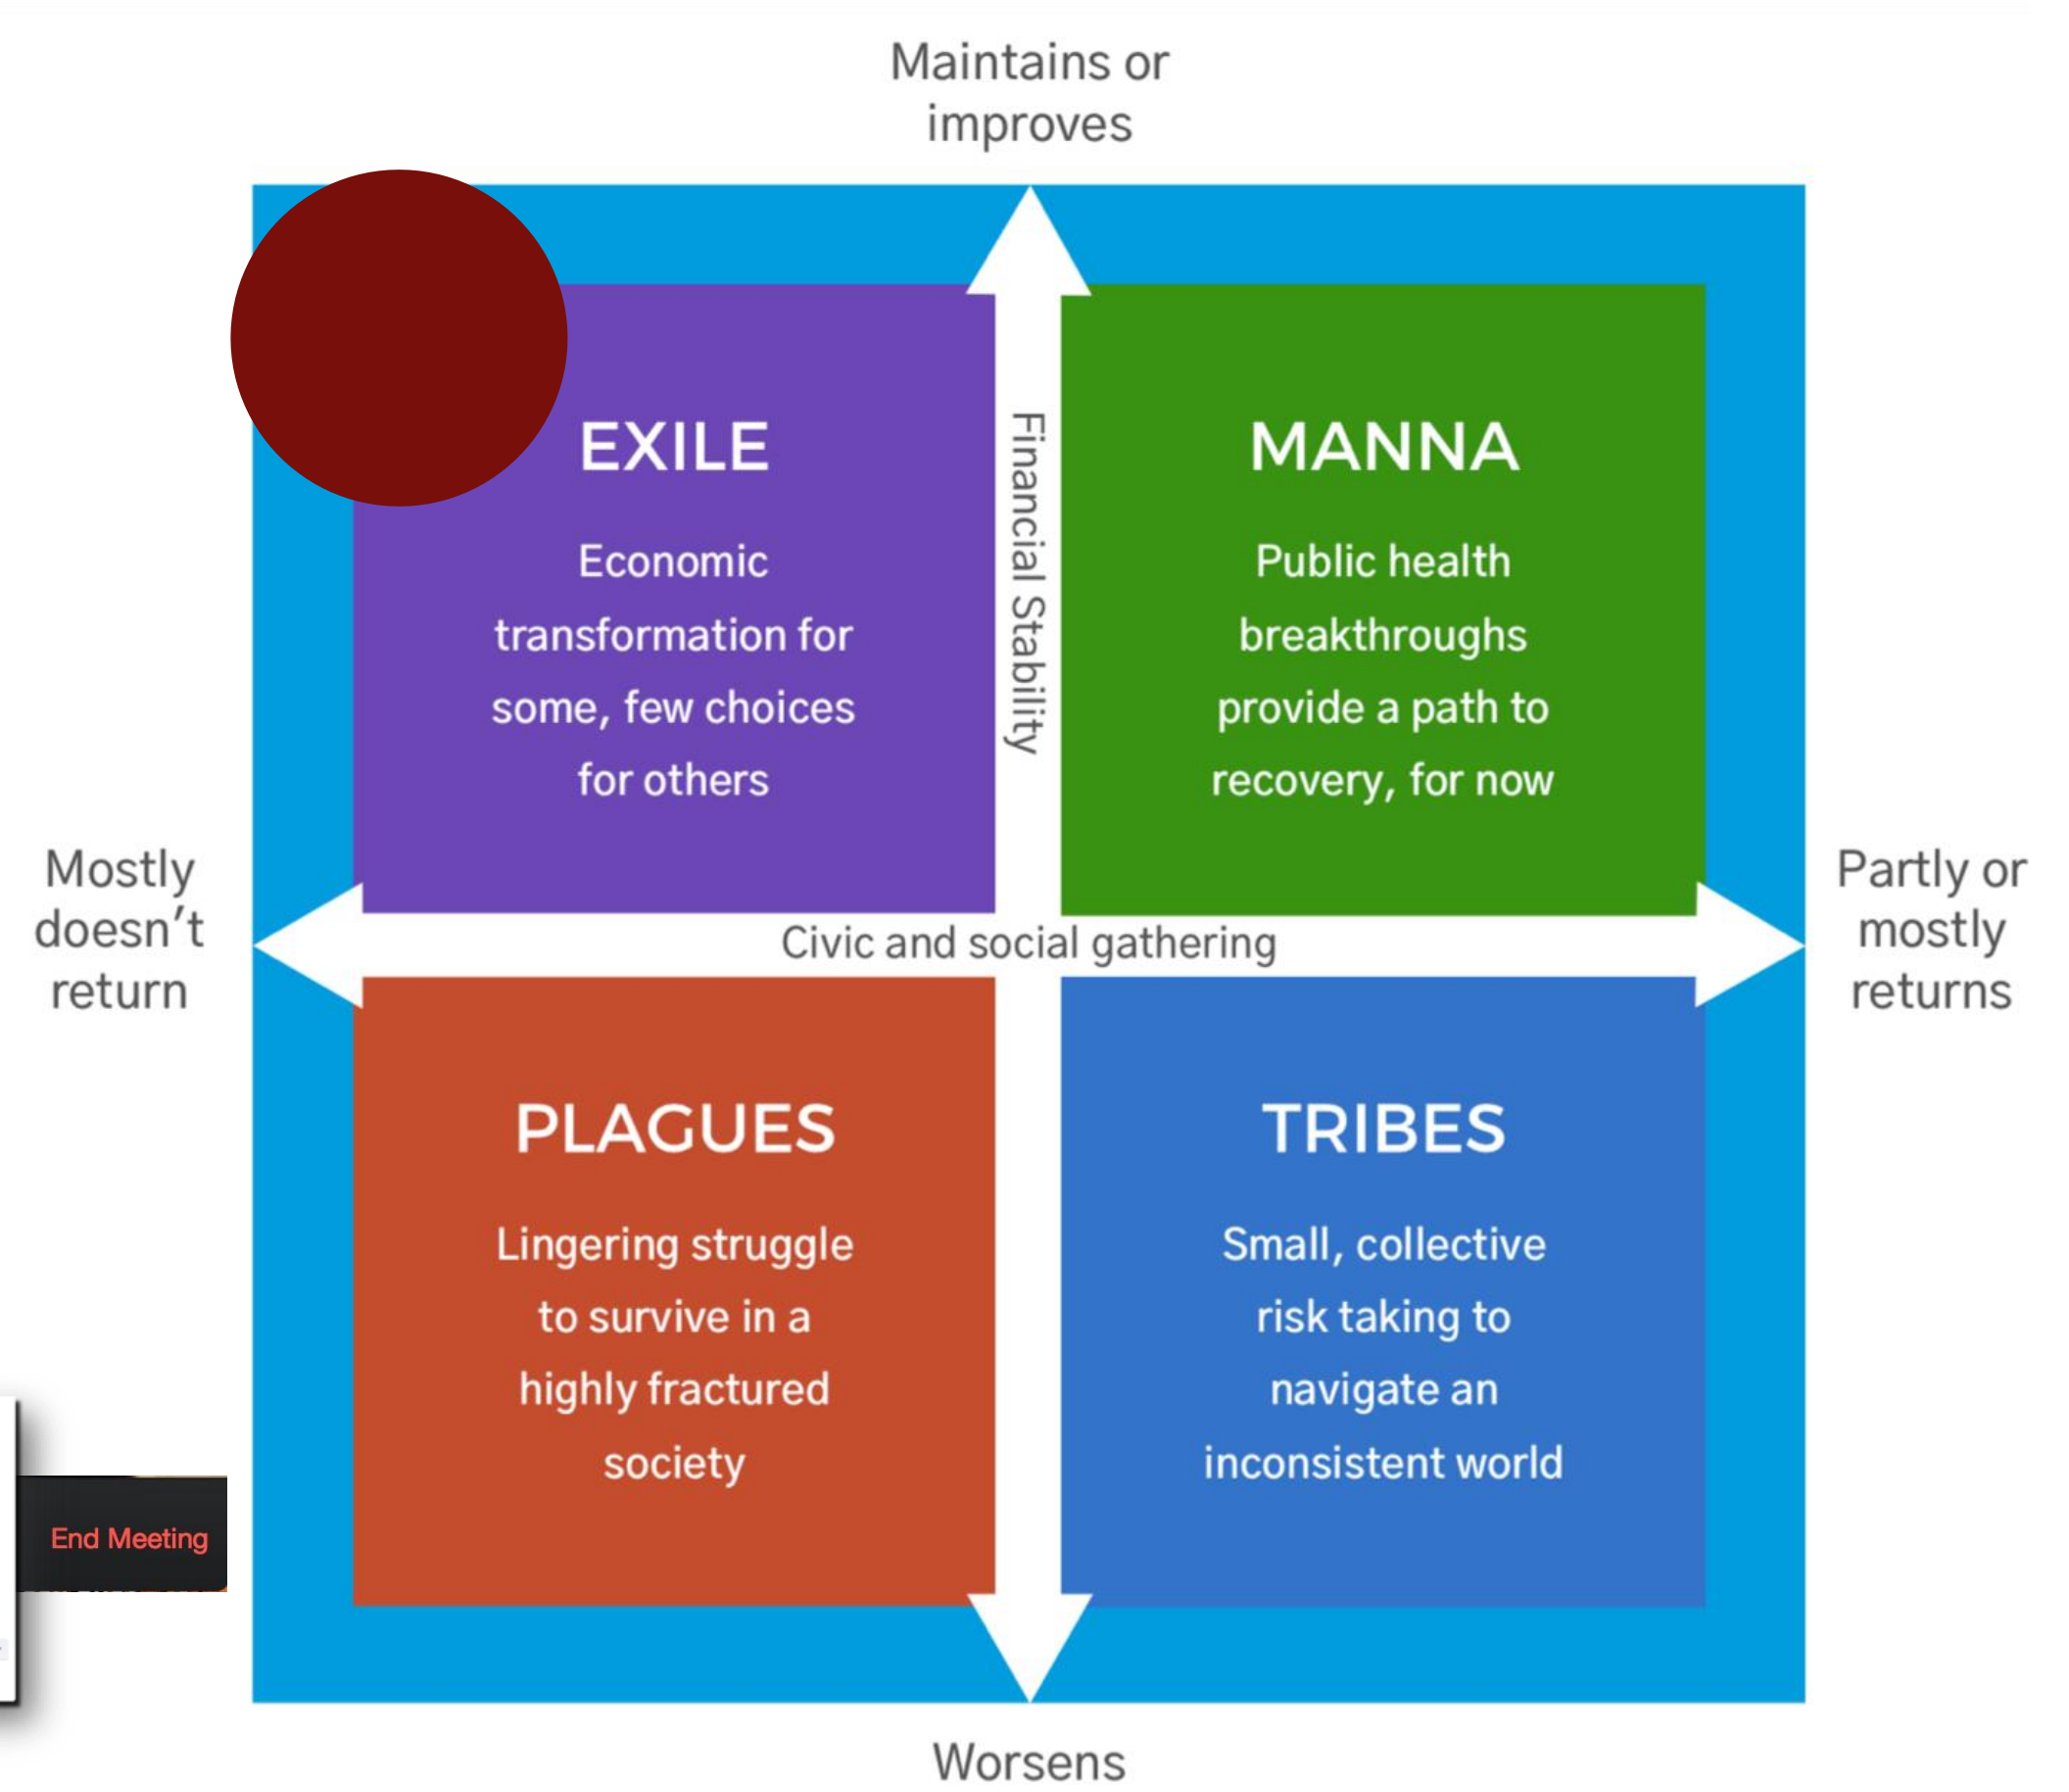 Maintains or
improves
EXILE
Economic
transformation for
some, few choices
for others
Financial Stability
MANNA
Public health
breakthroughs
provide a path to
recovery, for now
Mostly
doesn't
return
Civic and social gathering
Partly or
mostly
returns
PLAGUES
Lingering struggle
to survive in a
highly fractured
society
TRIBES
Small, collective
risk taking to
navigate an
inconsistent world
End Meeting
Worsens